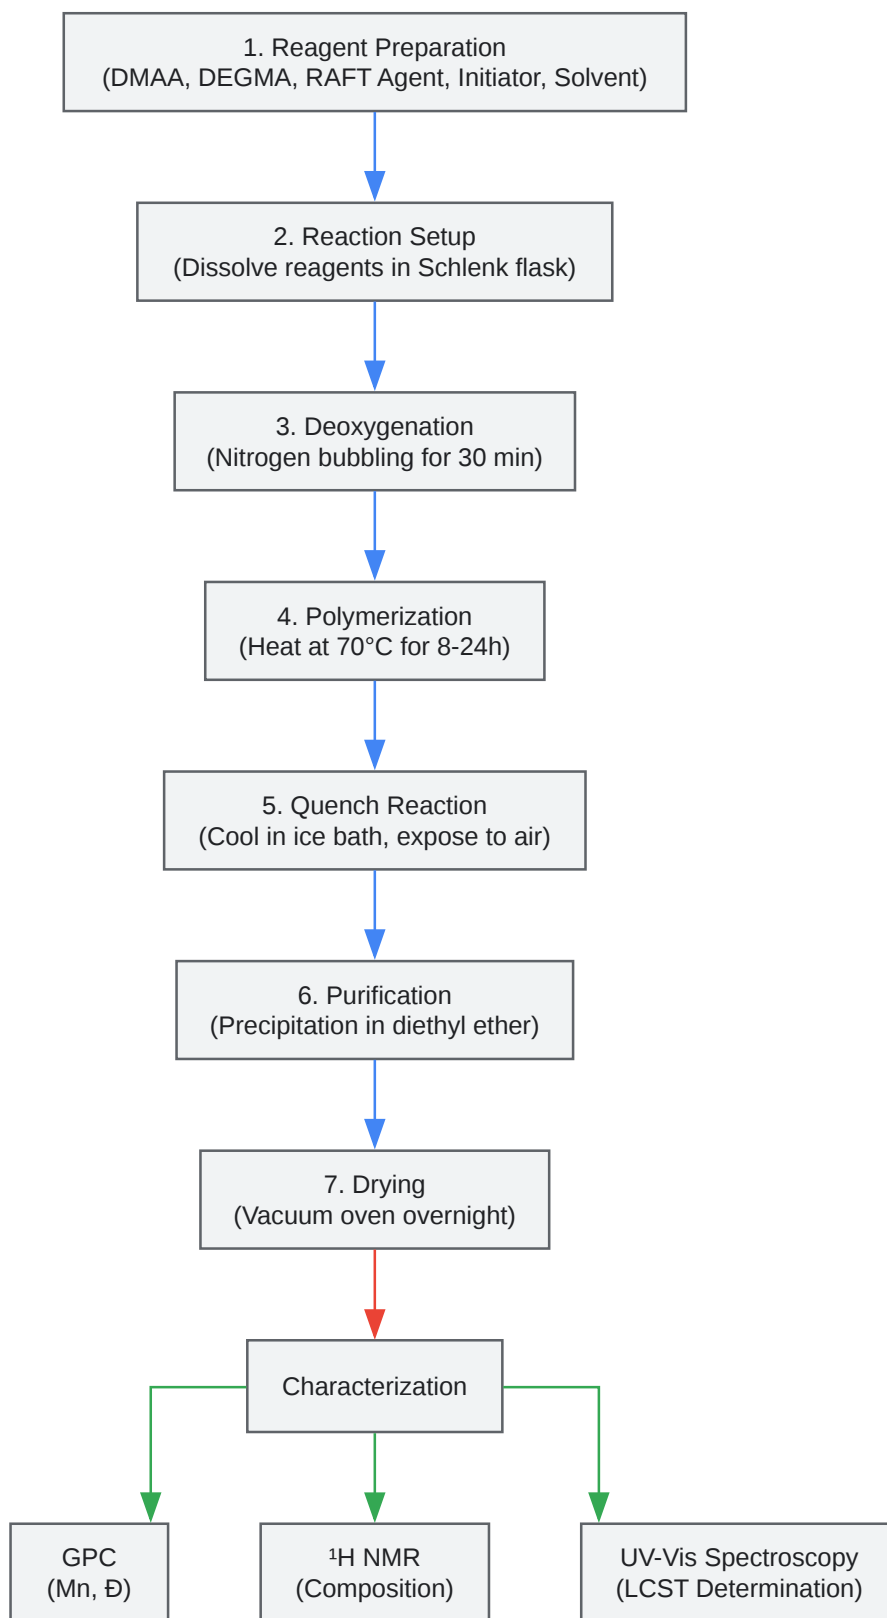 1. Reagent Preparation
(DMAA, DEGMA, RAFT Agent, Initiator, Solvent)
2. Reaction Setup
(Dissolve reagents in Schlenk flask)
3. Deoxygenation
(Nitrogen bubbling for 30 min)
4. Polymerization
(Heat at 70°C for 8-24h)
5. Quench Reaction
(Cool in ice bath, expose to air)
6. Purification
(Precipitation in diethyl ether)
7. Drying
(Vacuum oven overnight)
Characterization
GPC
(Mn, Đ)
¹H NMR
(Composition)
UV-Vis Spectroscopy
(LCST Determination)